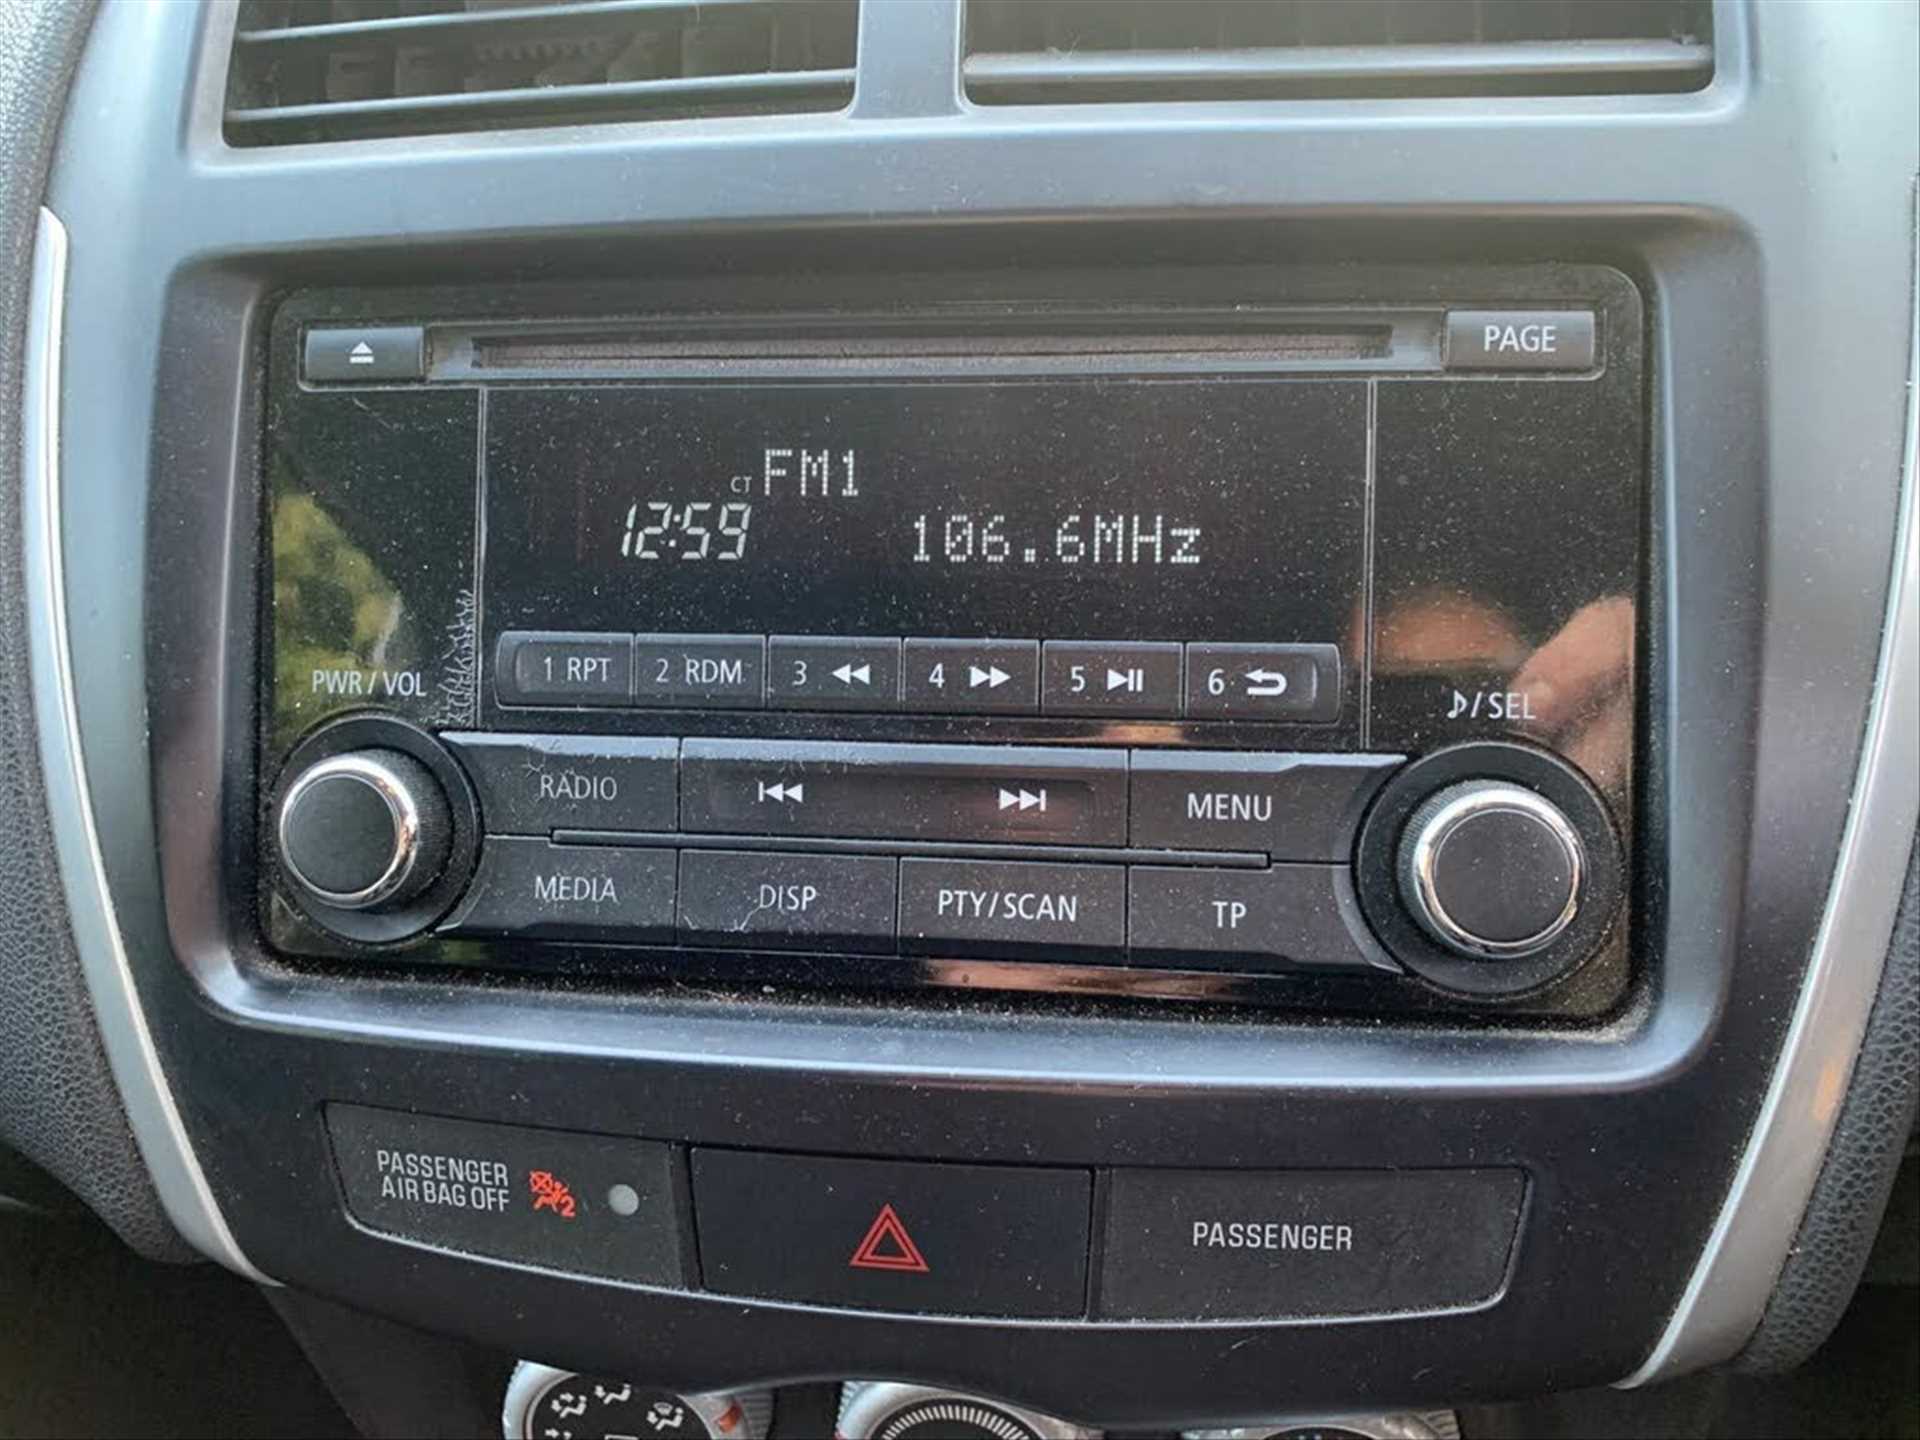 PAGE
CT FM1
12:59 106.6MHz
1 RPT 2 RDM 3 4 5 6
PWR / VOL
/SEL
RADIO
MENU
MEDIA DISP PTY/SCAN TP
PASSENGER
AIR BAG OFF
2
PASSENGER